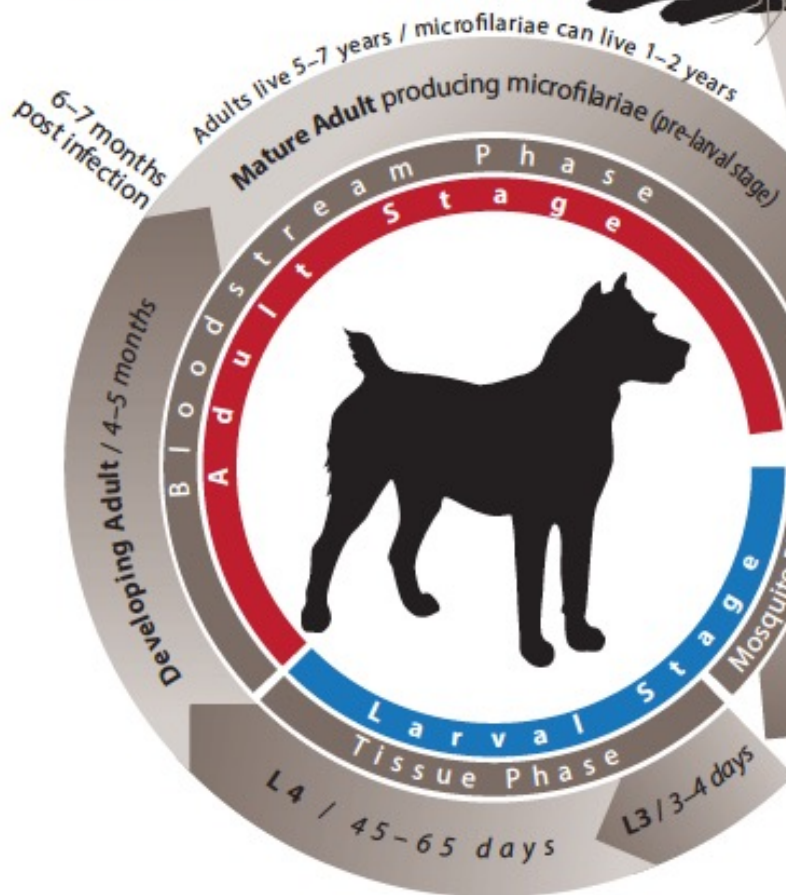 Adults live 5–7 years / microfilariae can live 1–2 years
6–7 months
post infection
Mature Adult producing microfilariae (pre-larval stage)
Bloodstream Phase
Adult Stage
Developing Adult / 4–5 months
Larval Stage
Tissue Phase
Mosquito
L4 / 45–65 days
L3 / 3–4 days